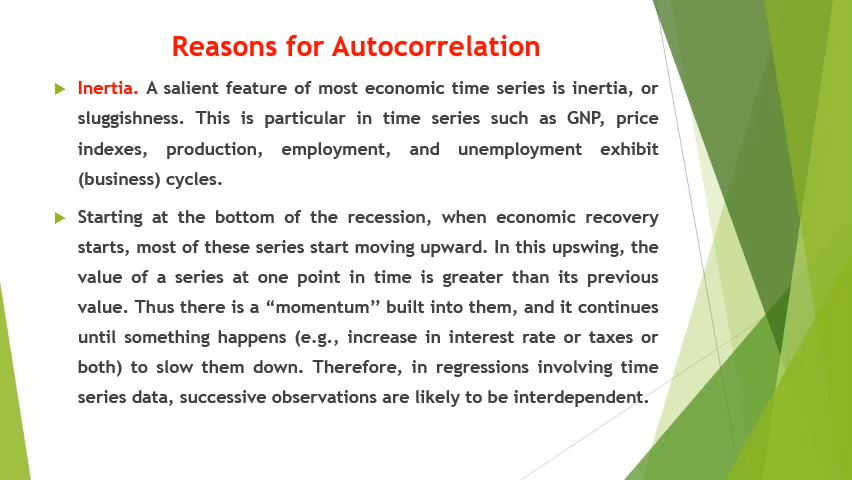 Reasons for Autocorrelation
Inertia. A salient feature of most economic time series is inertia, or
sluggishness. This is particular in time series such as GNP, price
indexes, production, employment, and unemployment exhibit
(business) cycles.
Starting at the bottom of the recession, when economic recovery
starts, most of these series start moving upward. In this upswing, the
value of a series at one point in time is greater than its previous
value. Thus there is a “momentum’’ built into them, and it continues
until something happens (e.g., increase in interest rate or taxes or
both) to slow them down. Therefore, in regressions involving time
series data, successive observations are likely to be interdependent.